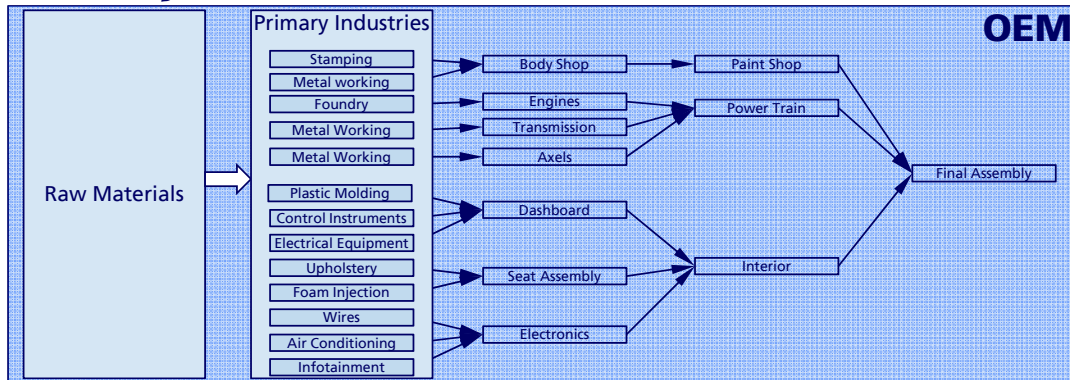 OEM
Raw Materials
Primary Industries
Stamping
Metal working
Foundry
Metal Working
Metal Working
Plastic Molding
Control Instruments
Electrical Equipment
Upholstery
Foam Injection
Wires
Air Conditioning
Infotainment
Body Shop
Engines
Transmission
Axels
Dashboard
Seat Assembly
Electronics
Paint Shop
Power Train
Interior
Final Assembly